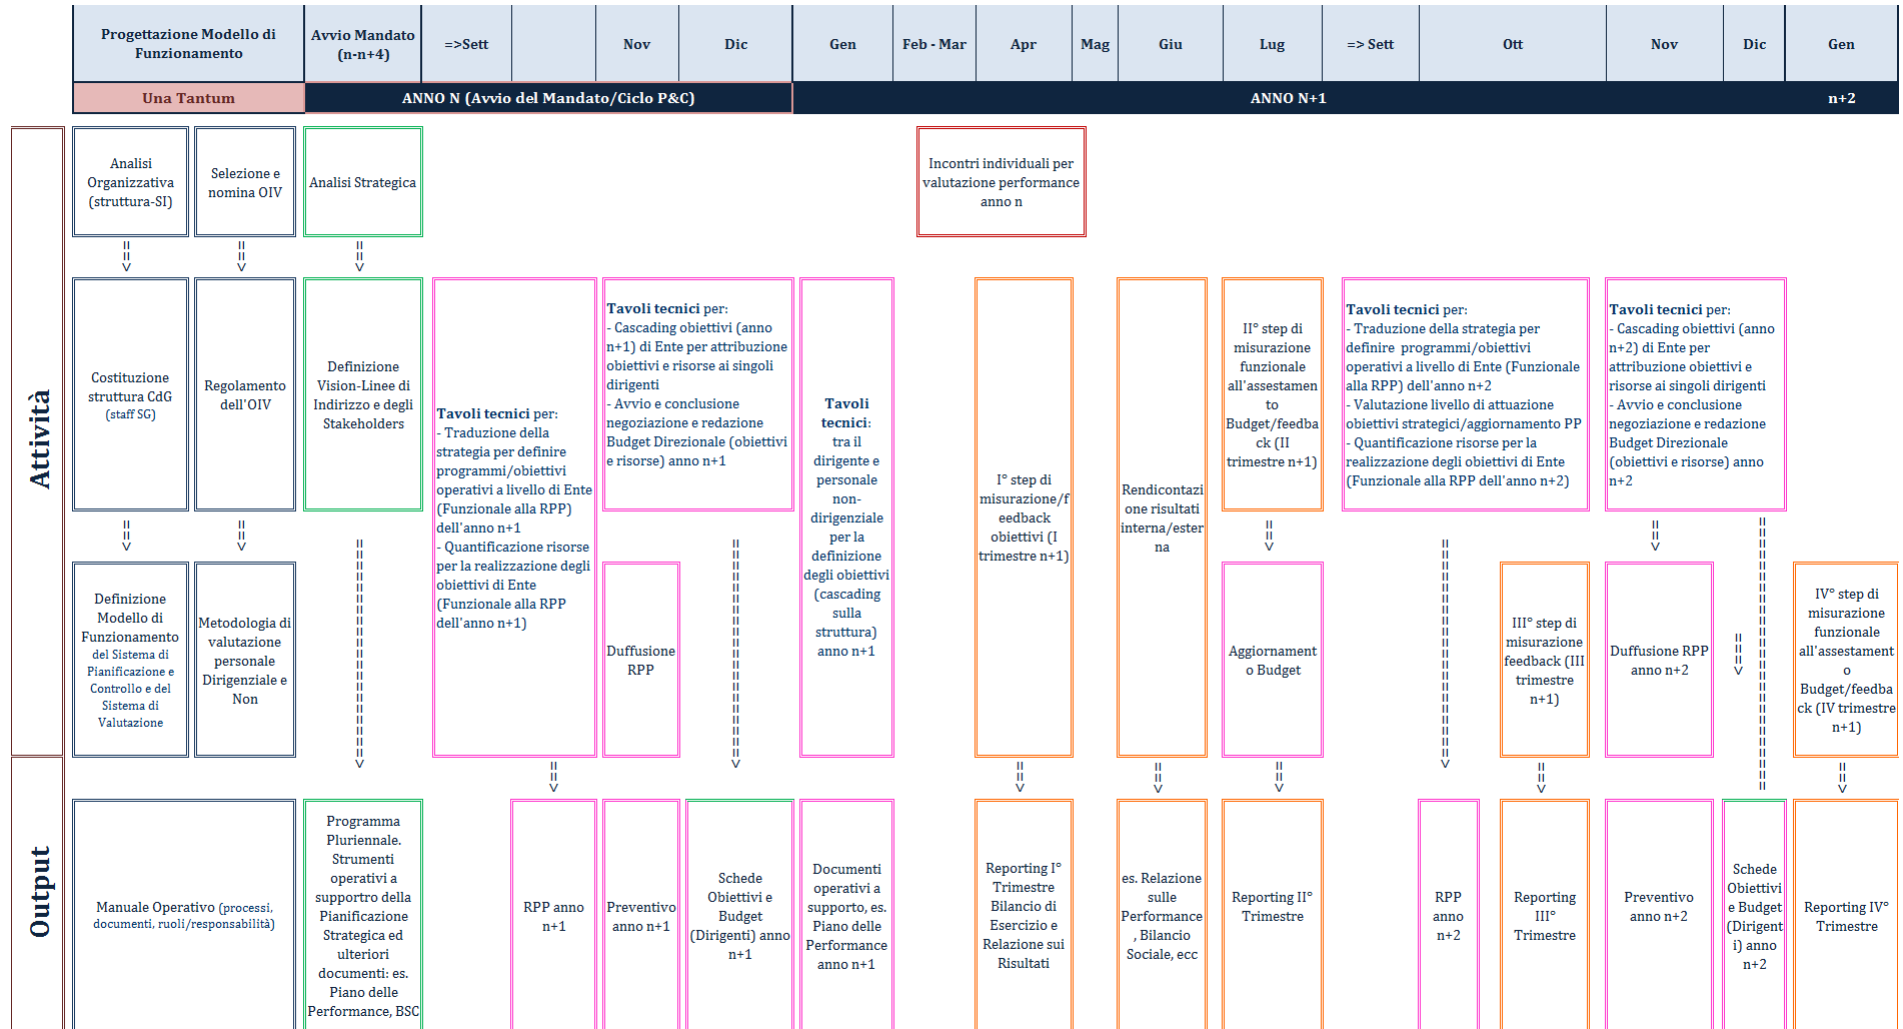 Progettazione Modello di
Funzionamento
Avvio Mandato
(n-n+4)
=>Sett
Nov
Dic
Gen
Feb - Mar
Apr
Mag
Giu
Lug
=> Sett
Ott
Nov
Dic
Gen
Una Tantum
ANNO N (Avvio del Mandato/Ciclo P&C)
ANNO N+1
n+2
Attività
Analisi
Organizzativa
(struttura-SI)
Selezione e
nomina OIV
Analisi Strategica
Incontri individuali per
valutazione performance
anno n
==>
==>
==>
Costituzione
struttura CdG
(staff SG)
Regolamento
dell'OIV
Definizione
Vision-Linee di
Indirizzo e degli
Stakeholders
Tavoli tecnici per:
- Traduzione della
strategia per definire
programmi/obiettivi
operativi a livello di Ente
(Funzionale alla RPP)
dell'anno n+1
- Quantificazione risorse
per la realizzazione degli
obiettivi di Ente
(Funzionale alla RPP
dell'anno n+1)
Tavoli tecnici per:
- Cascading obiettivi (anno
n+1) di Ente per attribuzione
obiettivi e risorse ai singoli
dirigenti
- Avvio e conclusione
negoziazione e redazione
Budget Direzionale (obiettivi
e risorse) anno n+1
Tavoli
tecnici:
tra il
dirigente e
personale
non-
dirigenziale
per la
definizione
degli obiettivi
(cascading
sulla
struttura)
anno n+1
I° step di
misurazione/f
eedback
obiettivi (I
trimestre n+1)
Rendicontazi
one risultati
interna/ester
na
II° step di
misurazione
funzionale
all'assestamen
to
Budget/feedba
ck (II
trimestre n+1)
Tavoli tecnici per:
- Traduzione della strategia per
definire programmi/obiettivi
operativi a livello di Ente (Funzionale
alla RPP) dell'anno n+2
- Valutazione livello di attuazione
obiettivi strategici/aggiornamento PP
- Quantificazione risorse per la
realizzazione degli obiettivi di Ente
(Funzionale alla RPP dell'anno n+2)
Tavoli tecnici per:
- Cascading obiettivi (anno
n+2) di Ente per
attribuzione obiettivi e
risorse ai singoli dirigenti
- Avvio e conclusione
negoziazione e redazione
Budget Direzionale
(obiettivi e risorse) anno
n+2
Definizione
Modello di
Funzionamento
del Sistema di
Pianificazione e
Controllo e del
Sistema di
Valutazione
Metodologia di
valutazione
personale
Dirigenziale e
Non
Duffusione
RPP
Aggiornament
o Budget
III° step di
misurazione
feedback (III
trimestre
n+1)
Duffusione RPP
anno n+2
IV° step di
misurazione
funzionale
all'assestament
o
Budget/feedba
ck (IV trimestre
n+1)
Output
Manuale Operativo (processi,
documenti, ruoli/responsabilità)
Programma
Pluriennale.
Strumenti
operativi a
supportro della
Pianificazione
Strategica ed
ulteriori
documenti: es.
Piano delle
Performance, BSC
RPP anno
n+1
Preventivo
anno n+1
Schede
Obiettivi e
Budget
(Dirigenti) anno
n+1
Documenti
operativi a
supporto, es.
Piano delle
Performance
anno n+1
Reporting I°
Trimestre
Bilancio di
Esercizio e
Relazione sui
Risultati
es. Relazione
sulle
Performance
, Bilancio
Sociale, ecc
Reporting II°
Trimestre
RPP
anno
n+2
Reporting
III°
Trimestre
Preventivo
anno n+2
Schede
Obiettivi
e Budget
(Dirigent
i) anno
n+2
Reporting IV°
Trimestre